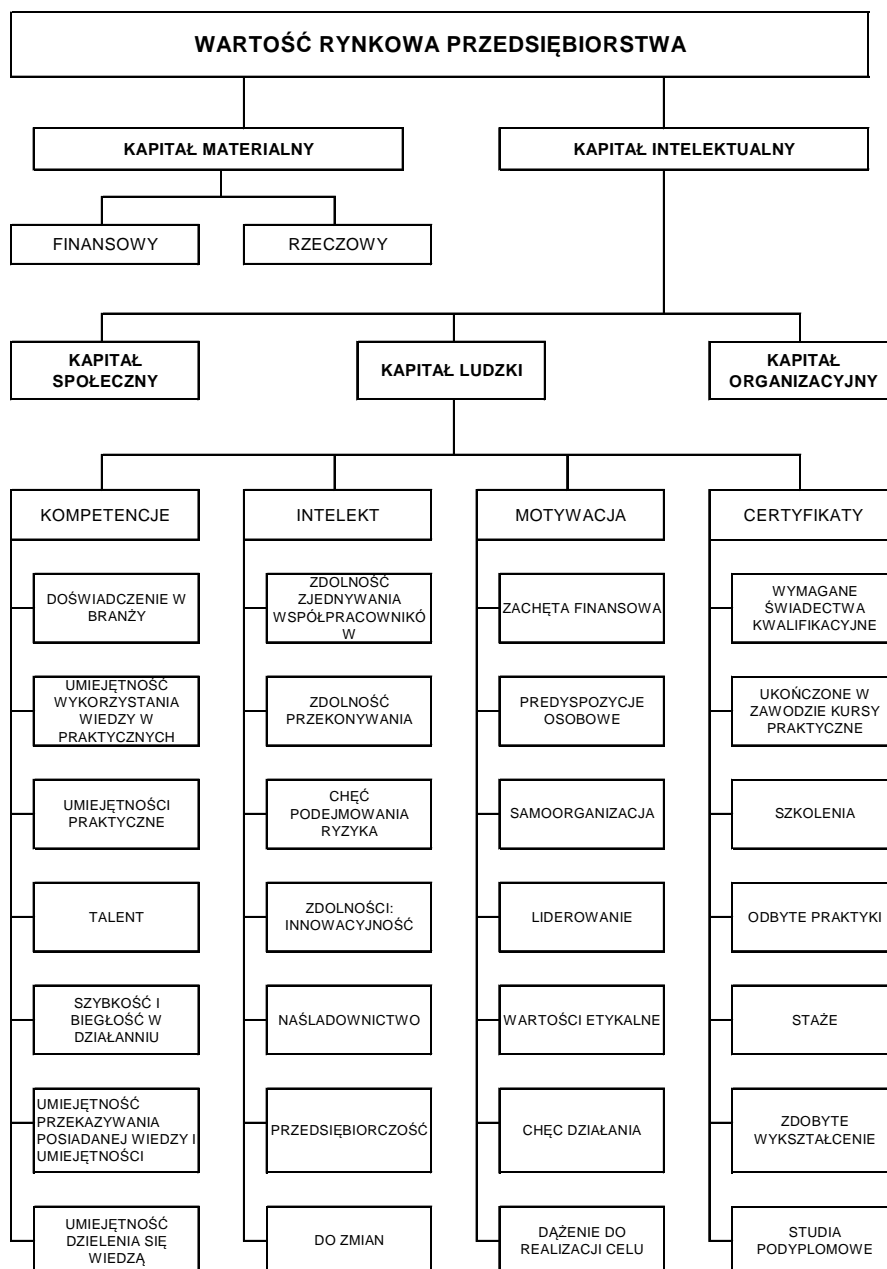 WARTOŚĆ RYNKOWA PRZEDSIĘBIORSTWA
KAPITAŁ MATERIALNY
KAPITAŁ INTELEKTUALNY
FINANSOWY
RZECZOWY
KAPITAŁ
SPOŁECZNY
KAPITAŁ LUDZKI
KAPITAŁ
ORGANIZACYJNY
KOMPETENCJE
DOŚWIADCZENIE W
BRANŻY
UMIEJĘTNOŚĆ
WYKORZYSTANIA
WIEDZY W
PRAKTYCZNYCH
UMIEJĘTNOŚCI
PRAKTYCZNE
TALENT
SZYBKOŚĆ I
BIEGŁOŚĆ W
DZIAŁANNIU
UMIEJĘTNOŚĆ
PRZEKAZYWANIA
POSIADANEJ WIEDZY I
UMIEJĘTNOŚCI
UMIEJĘTNOŚĆ
DZIELENIA SIĘ
WIEDZĄ
INTELEKT
ZDOLNOŚĆ
ZJEDNYWANIA
WSPÓŁPRACOWNIKÓ
W
ZDOLNOŚĆ
PRZEKONYWANIA
CHĘĆ
PODEJMOWANIA
RYZYKA
ZDOLNOŚCI:
INNOWACYJNOŚĆ
NAŚLADOWNICTWO
PRZEDSIĘBIORCZOŚĆ
DO ZMIAN
MOTYWACJA
ZACHĘTA FINANSOWA
PREDYSPOZYCJE
OSOBOWE
SAMOORGANIZACJA
LIDEROWANIE
WARTOŚCI ETYKALNE
CHĘC DZIAŁANIA
DĄŻENIE DO
REALIZACJI CELU
CERTYFIKATY
WYMAGANE
ŚWIADECTWA
KWALIFIKACYJNE
UKOŃCZONE W
ZAWODZIE KURSY
PRAKTYCZNE
SZKOLENIA
ODBYTE PRAKTYKI
STAŻE
ZDOBYTE
WYKSZTAŁCENIE
STUDIA
PODYPLOMOWE